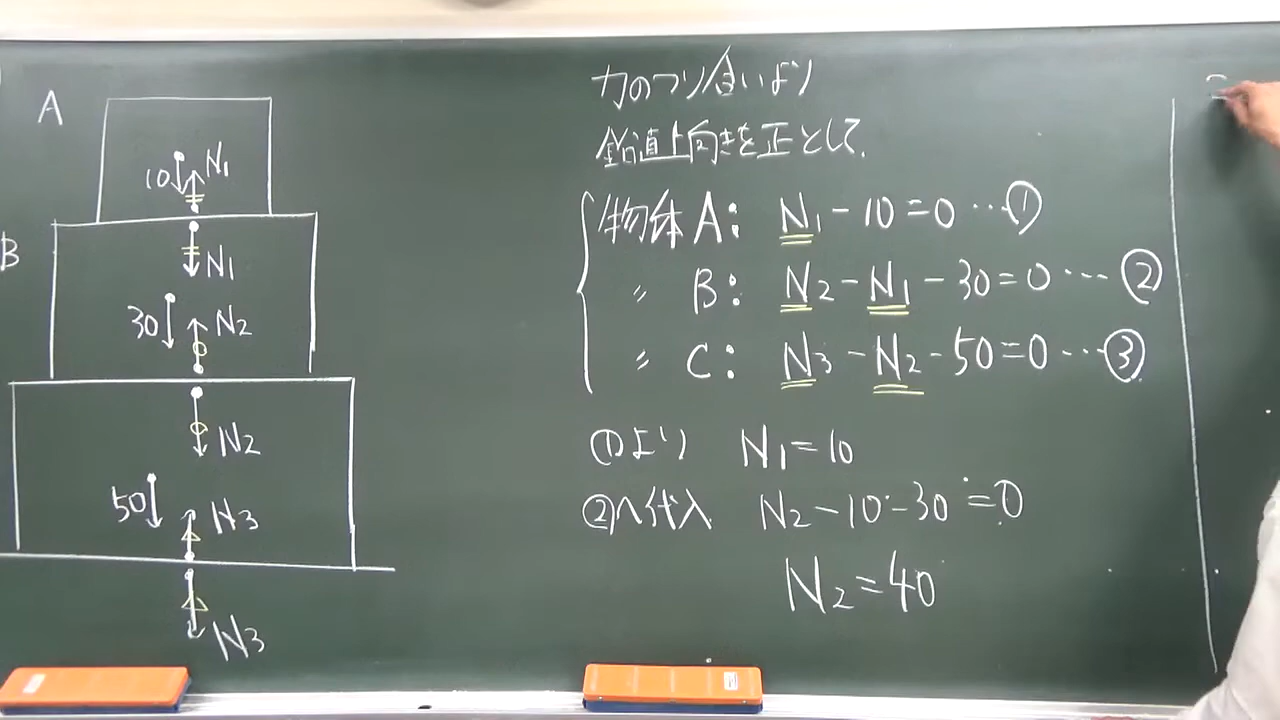 A
10 N1
B
N1
30 N2
N2
50 N3
N3
力のつり合いより
鉛直上向きを正として、
物体A: N1-10=0 …①
〃 B: N2-N1-30=0 …②
〃 C: N3-N2-50=0 …③
①より N1=10
②へ代入 N2-10-30=0
N2=40